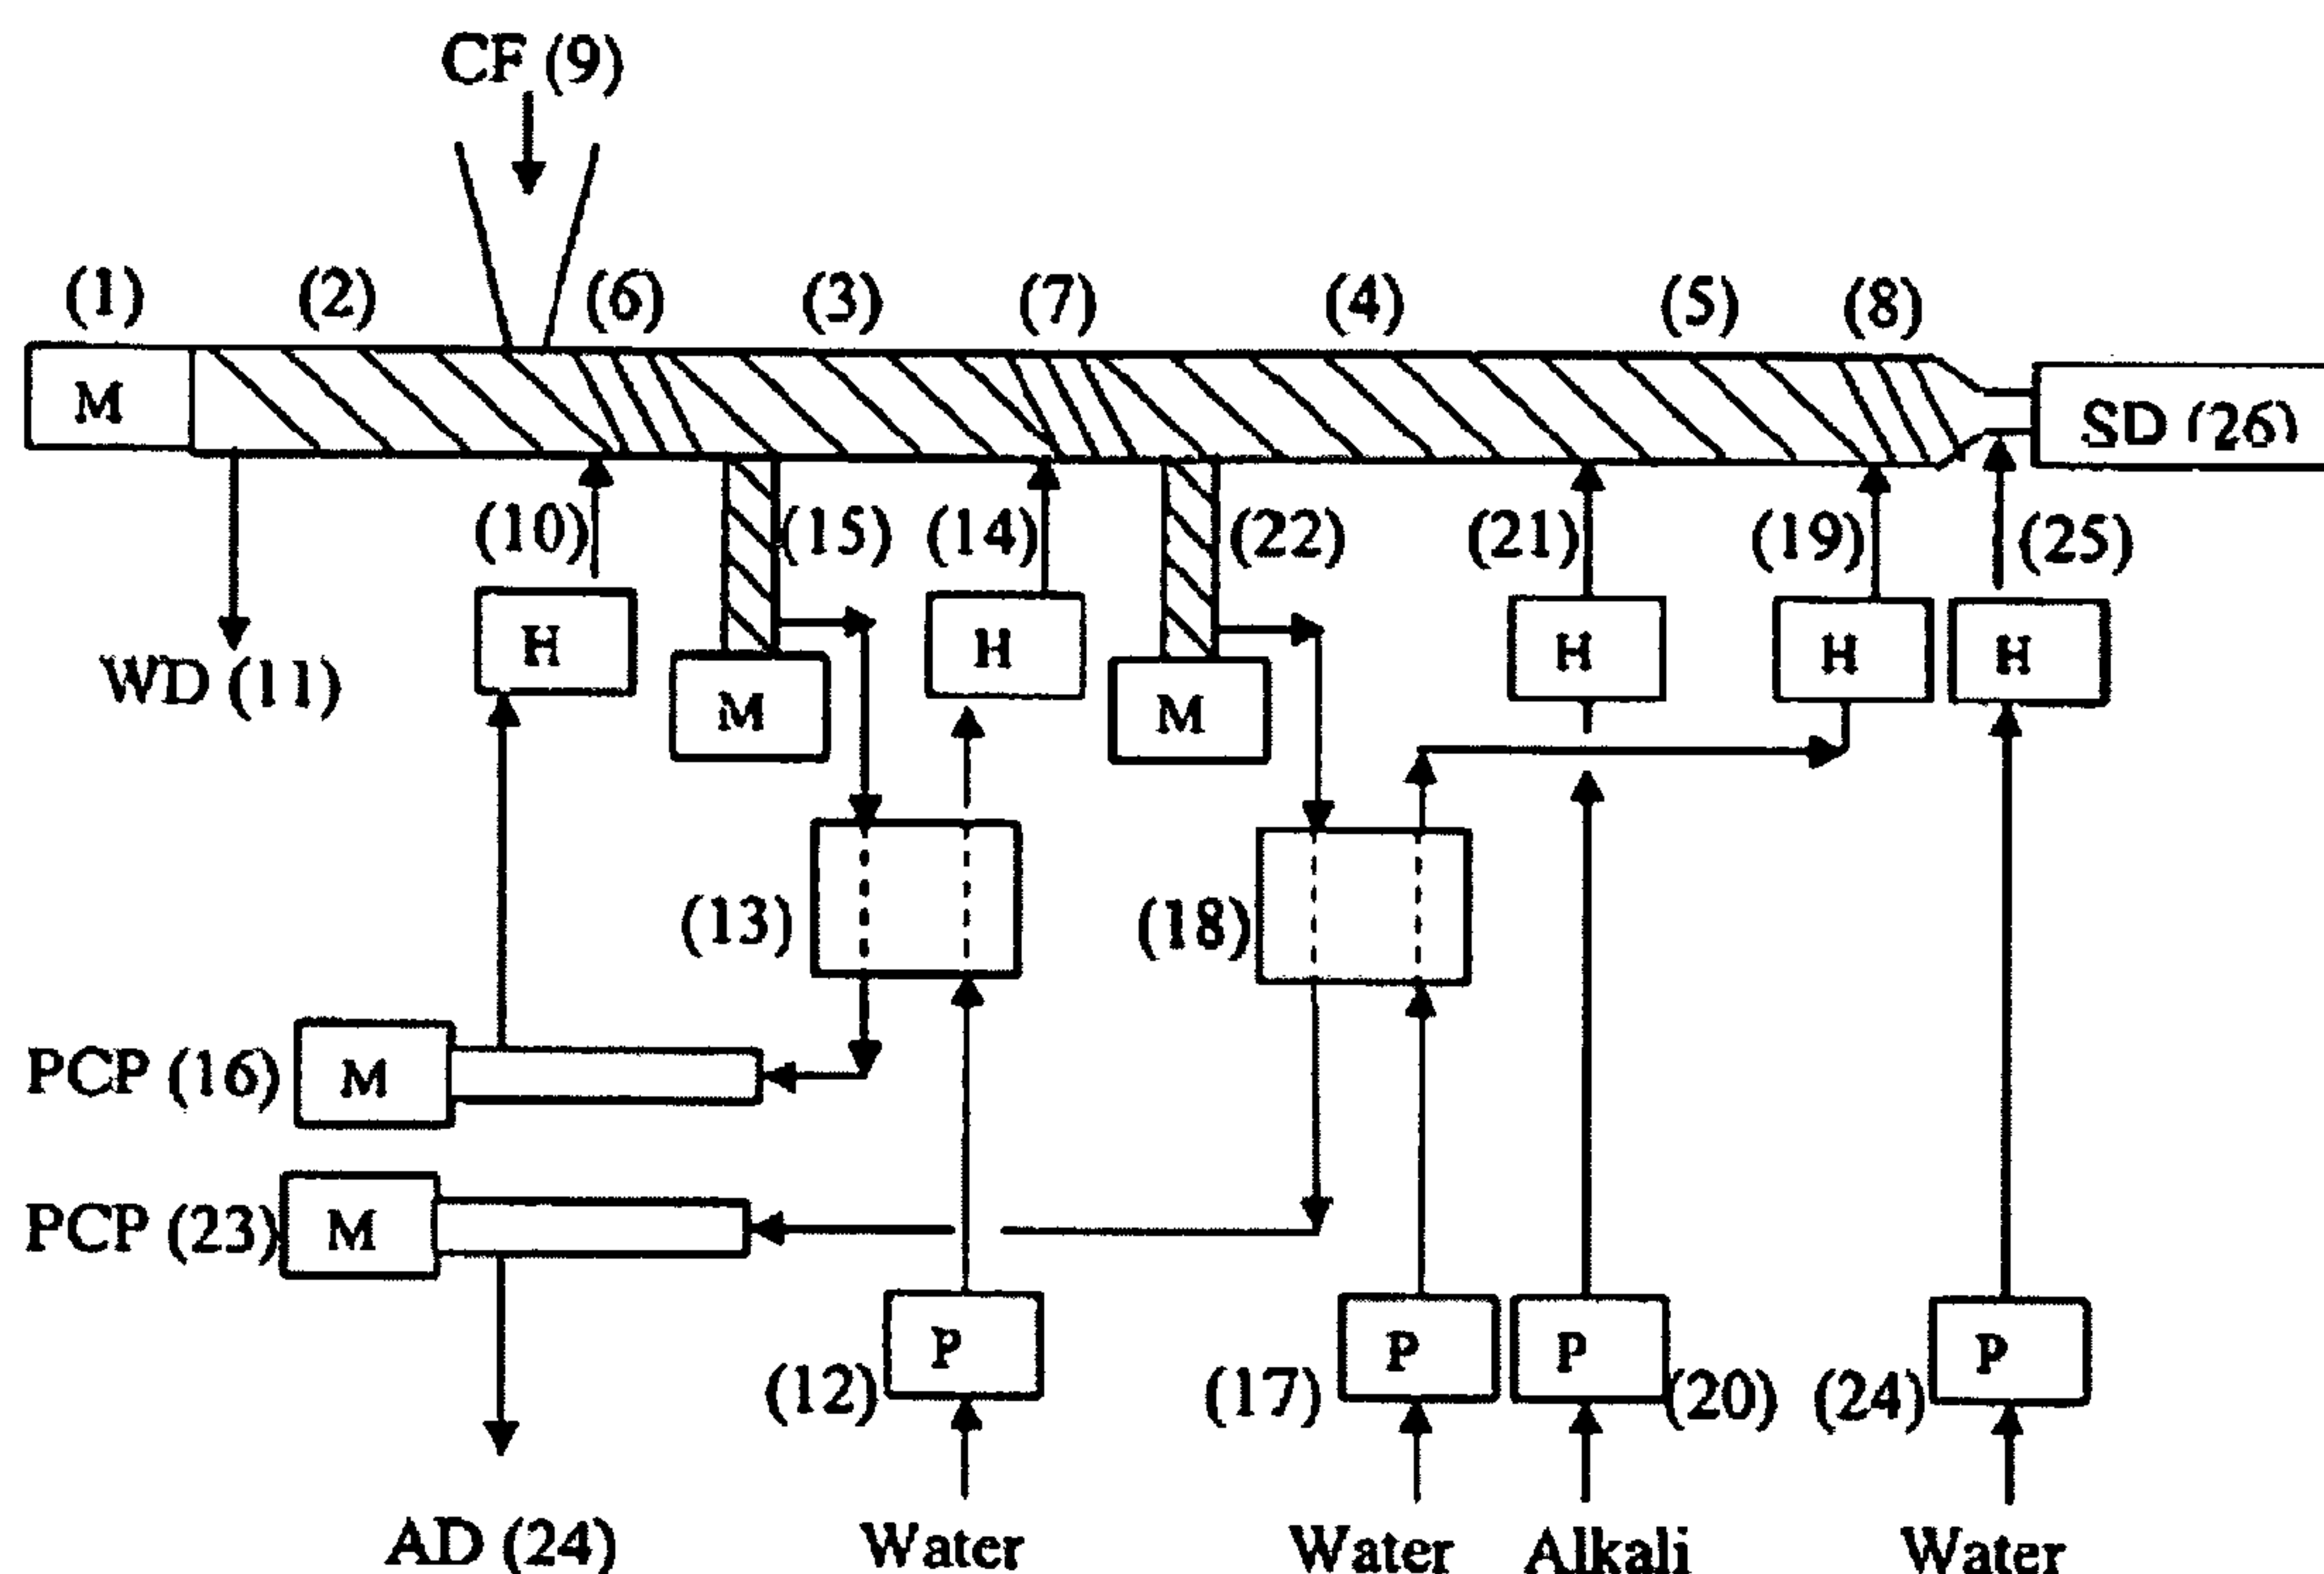 CF (9)
(1) (2) (6) (3) (7) (4) (5) (8)
M SD (26)
(10) (15) (14) (22) (21) (19) (25)
WD (11) H M H M H H H
(13) (18)
PCP (16) M
PCP (23) M
(12) P (17) P P (20) (24) P
AD (24) Water Water Alkali Water